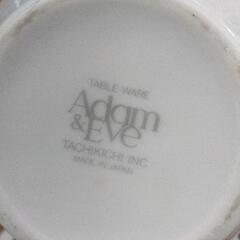 TABLE WARE
Adam
& Eve
TACHIKICHI INC
MADE IN JAPAN